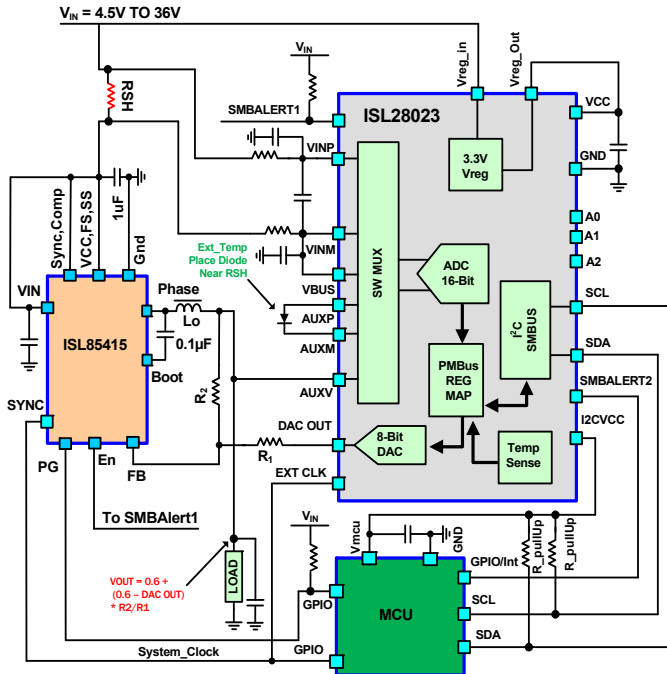 V_IN = 4.5V TO 36V
RSH
V_IN
SMBALERT1
Vreg_in
Vreg_Out
ISL28023
VCC
3.3V
Vreg
GND
VINP
1uF
Sync,Comp
VCC,FS,SS
Gnd
A0
A1
A2
SW MUX
ADC
16-Bit
VINM
Ext_Temp
Place Diode
Near RSH
VBUS
AUXP
AUXM
AUXV
VIN
ISL85415
Phase
Lo
0.1µF
Boot
I²C
SMBUS
SCL
SDA
PMBus
REG
MAP
SMBALERT2
I2CVCC
R₂
SYNC
PG
En
FB
R₁
DAC OUT
8-Bit
DAC
Temp
Sense
EXT CLK
To SMBAlert1
V_IN
Vmcu
GND
R_pullUp
R_pullUp
VOUT = 0.6 +
(0.6 – DAC OUT)
* R2/R1
LOAD
GPIO
MCU
GPIO/Int
SCL
SDA
System_Clock
GPIO